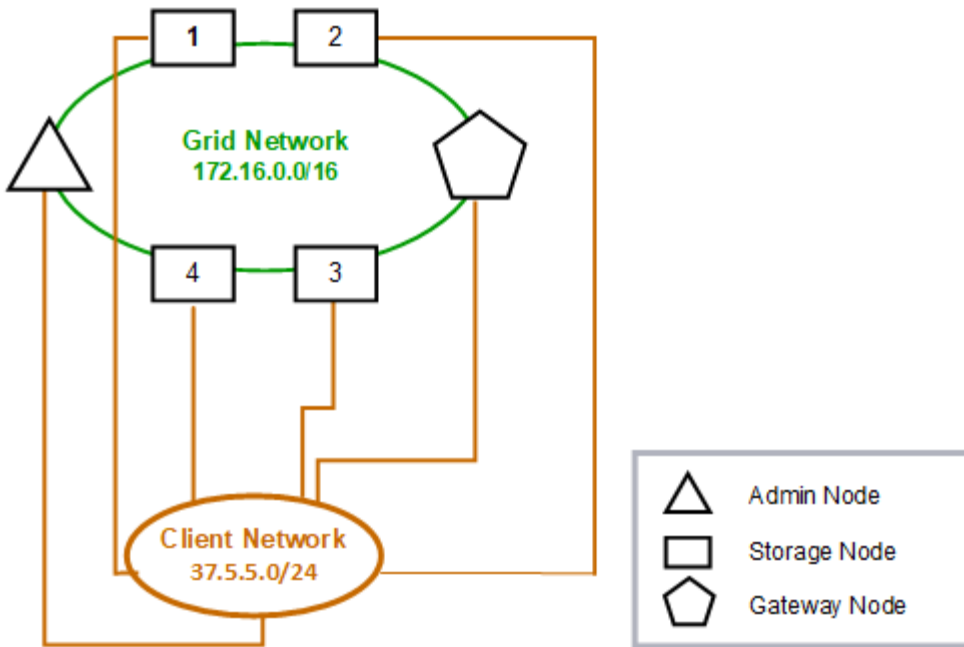 1
2
Grid Network
172.16.0.0/16
4
3
Client Network
37.5.5.0/24
Admin Node
Storage Node
Gateway Node